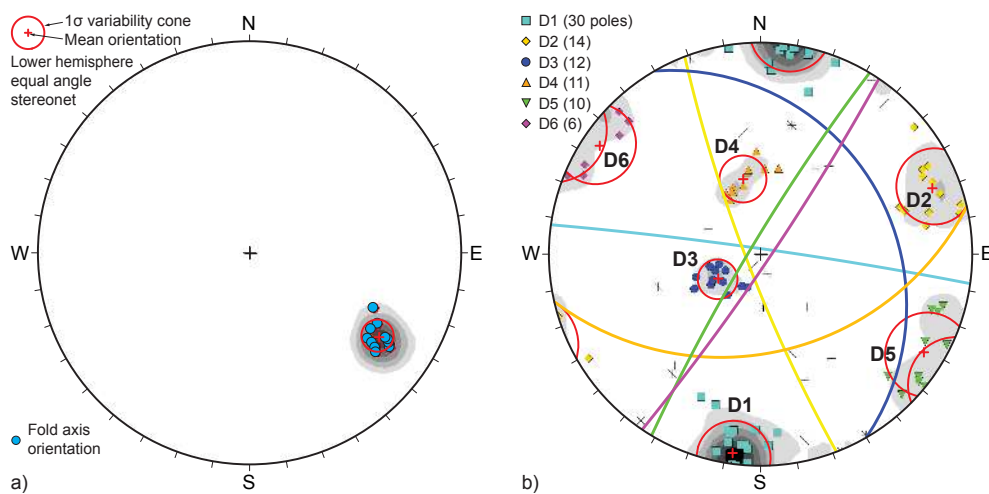 1σ variability cone
Mean orientation
Lower hemisphere
equal angle
stereonet
N
W
E
S
Fold axis
orientation
a)
D1 (30 poles)
D2 (14)
D3 (12)
D4 (11)
D5 (10)
D6 (6)
N
D4
D6
D2
W
E
D3
D5
D1
S
b)